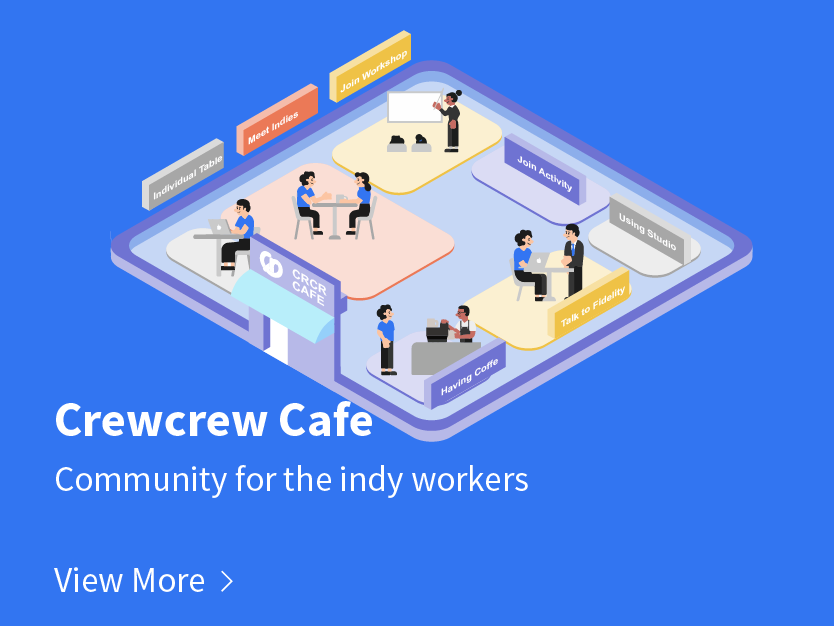 Join Workshop
Meet Indies
Individual Table
Join Activity
Using Studio
CRCR
CAFE
Talk to Fidelity
Having Coffe
Crewcrew Cafe
Community for the indy workers
View More